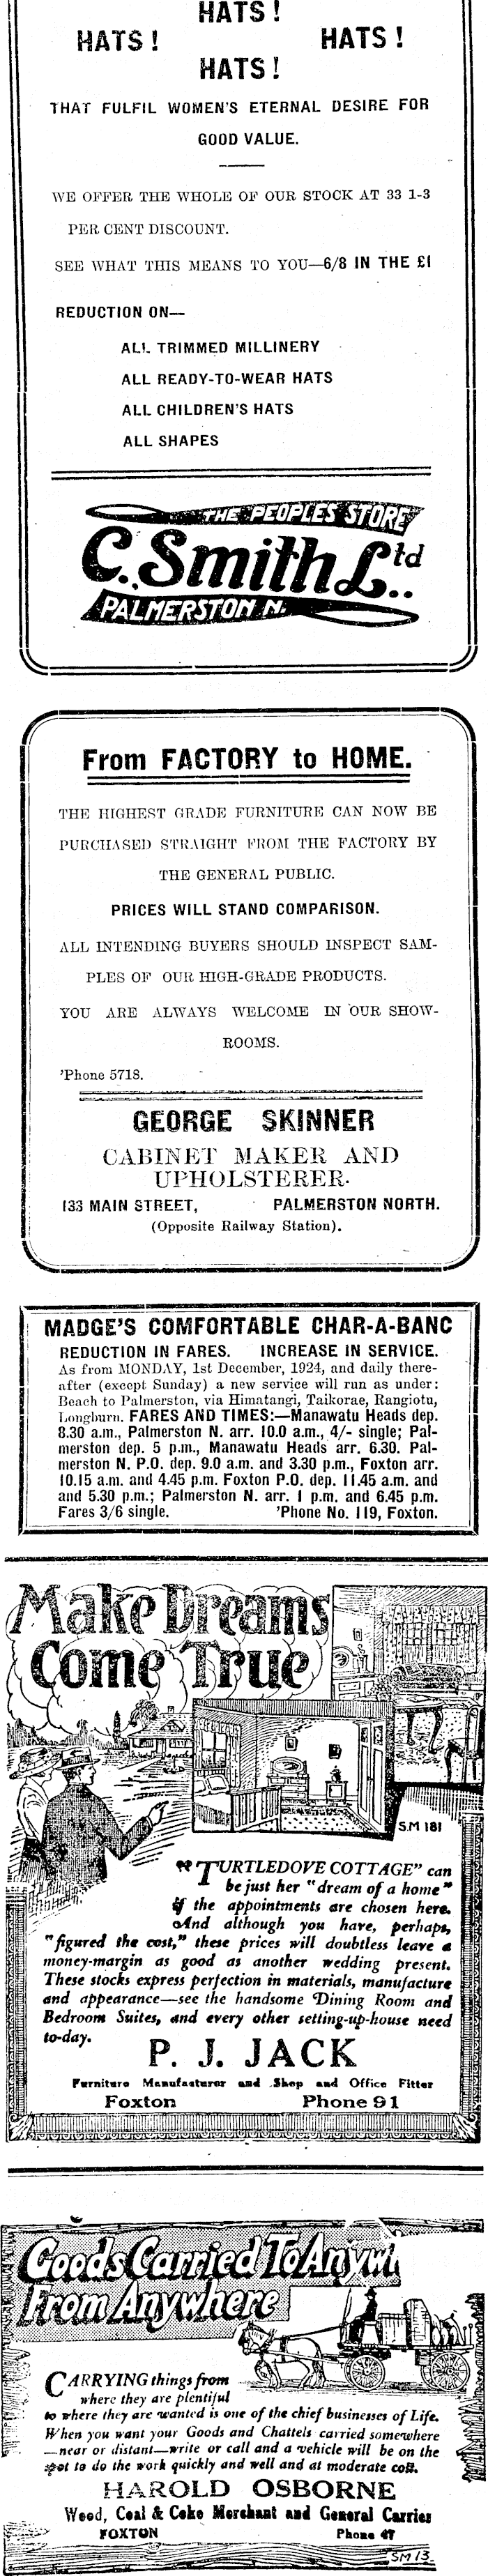 HATS!
HATS! HATS!
HATS!
THAT FULFIL WOMEN'S ETERNAL DESIRE FOR
GOOD VALUE.
WE OFFER THE WHOLE OF OUR STOCK AT 33 1-3
PER CENT DISCOUNT.
SEE WHAT THIS MEANS TO YOU—6/8 IN THE £1
REDUCTION ON—
ALL TRIMMED MILLINERY
ALL READY-TO-WEAR HATS
ALL CHILDREN'S HATS
ALL SHAPES
THE PEOPLES STORE
C. Smith Ltd..
PALMERSTON N.
From FACTORY to HOME.
THE HIGHEST GRADE FURNITURE CAN NOW BE
PURCHASED STRAIGHT FROM THE FACTORY BY
THE GENERAL PUBLIC.
PRICES WILL STAND COMPARISON.
ALL INTENDING BUYERS SHOULD INSPECT SAM-
PLES OF OUR HIGH-GRADE PRODUCTS.
YOU ARE ALWAYS WELCOME IN OUR SHOW-
ROOMS.
'Phone 5718.
GEORGE SKINNER
CABINET MAKER AND
UPHOLSTERER.
133 MAIN STREET, PALMERSTON NORTH.
(Opposite Railway Station).
MADGE'S COMFORTABLE CHAR-A-BANC
REDUCTION IN FARES. INCREASE IN SERVICE.
As from MONDAY, 1st December, 1924, and daily there-
after (except Sunday) a new service will run as under:
Beach to Palmerston, via Himatangi, Taikorae, Rangiotu,
Longburn. FARES AND TIMES:—Manawatu Heads dep.
8.30 a.m., Palmerston N. arr. 10.0 a.m., 4/- single; Pal-
merston dep. 5 p.m., Manawatu Heads arr. 6.30. Pal-
merston N. P.O. dep. 9.0 a.m. and 3.30 p.m., Foxton arr.
10.15 a.m. and 4.45 p.m. Foxton P.O. dep. 11.45 a.m. and
and 5.30 p.m.; Palmerston N. arr. 1 p.m. and 6.45 p.m.
Fares 3/6 single. 'Phone No. 119, Foxton.
Make Dreams
Come True
S.M 181
"TURTLEDOVE COTTAGE" can
be just her "dream of a home"
if the appointments are chosen here.
And although you have, perhaps,
"figured the cost," these prices will doubtless leave a
money-margin as good as another wedding present.
These stocks express perfection in materials, manufacture
and appearance—see the handsome Dining Room and
Bedroom Suites, and every other setting-up-house need
to-day.
P. J. JACK
Furniture Manufacturer and Shop and Office Fitter
Foxton Phone 91
Goods Carried To Anywh
From Anywhere
CARRYING things from
where they are plentiful
to where they are wanted is one of the chief businesses of Life.
When you want your Goods and Chattels carried somewhere
—near or distant—write or call and a vehicle will be on the
spot to do the work quickly and well and at moderate cost.
HAROLD OSBORNE
Wood, Coal & Coke Merchant and General Carrier
FOXTON Phone 47
SM 13.